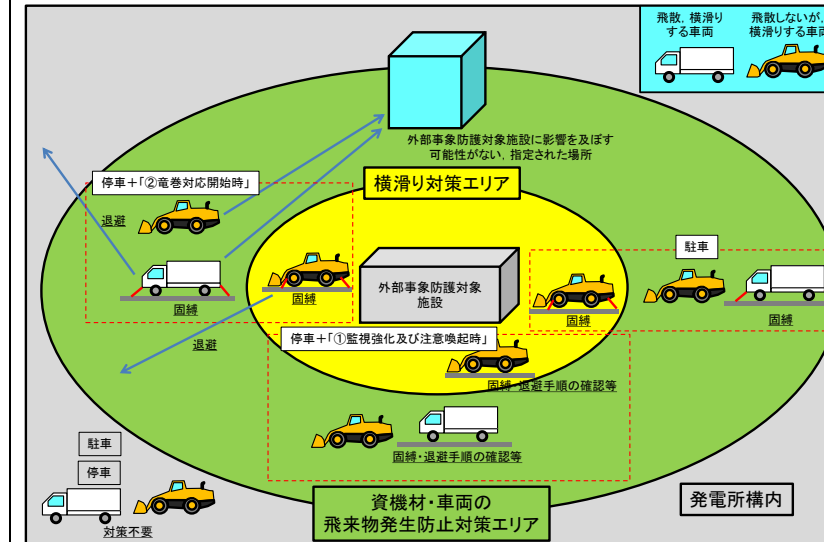 飛散，横滑り
する車両
飛散しないが，
横滑りする車両
外部事象防護対象施設に影響を及ぼす
可能性がない，指定された場所
停車＋「②竜巻対応開始時」
横滑り対策エリア
退避
固縛
固縛
退避
外部事象防護対象
施設
駐車
固縛
固縛
停車＋「①監視強化及び注意喚起時」
固縛・退避手順の確認等
固縛・退避手順の確認等
駐車
停車
対策不要
資機材・車両の
飛来物発生防止対策エリア
発電所構内